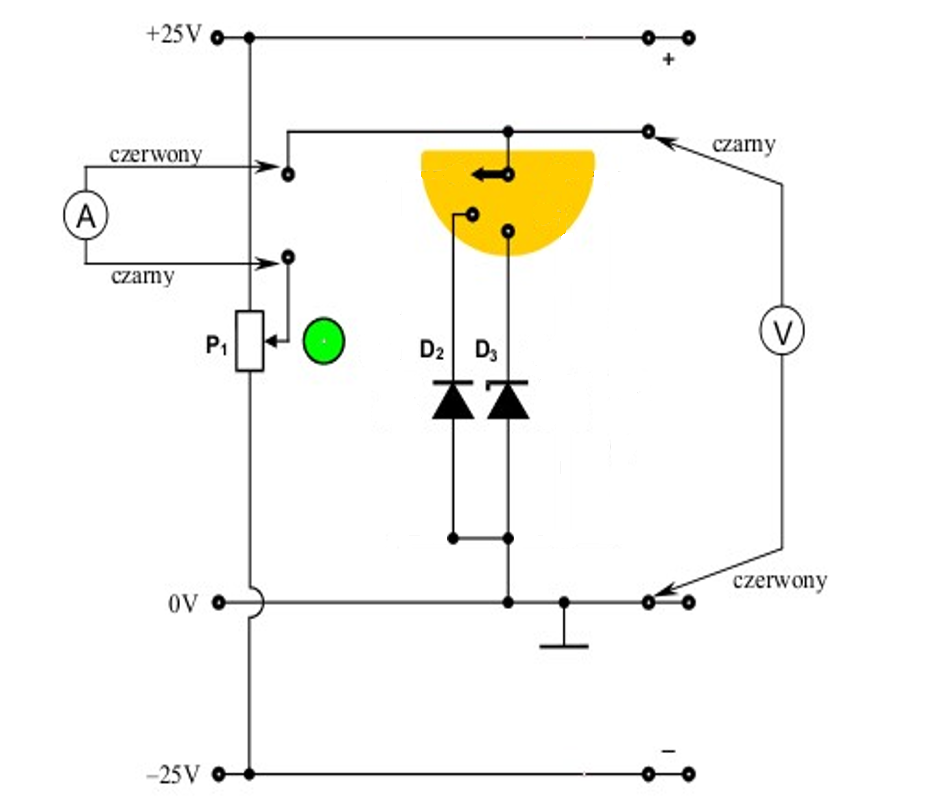 +25V
+
czerwony
czarny
A
czarny
P₁
D₂
D₃
V
czerwony
0V
–
–25V